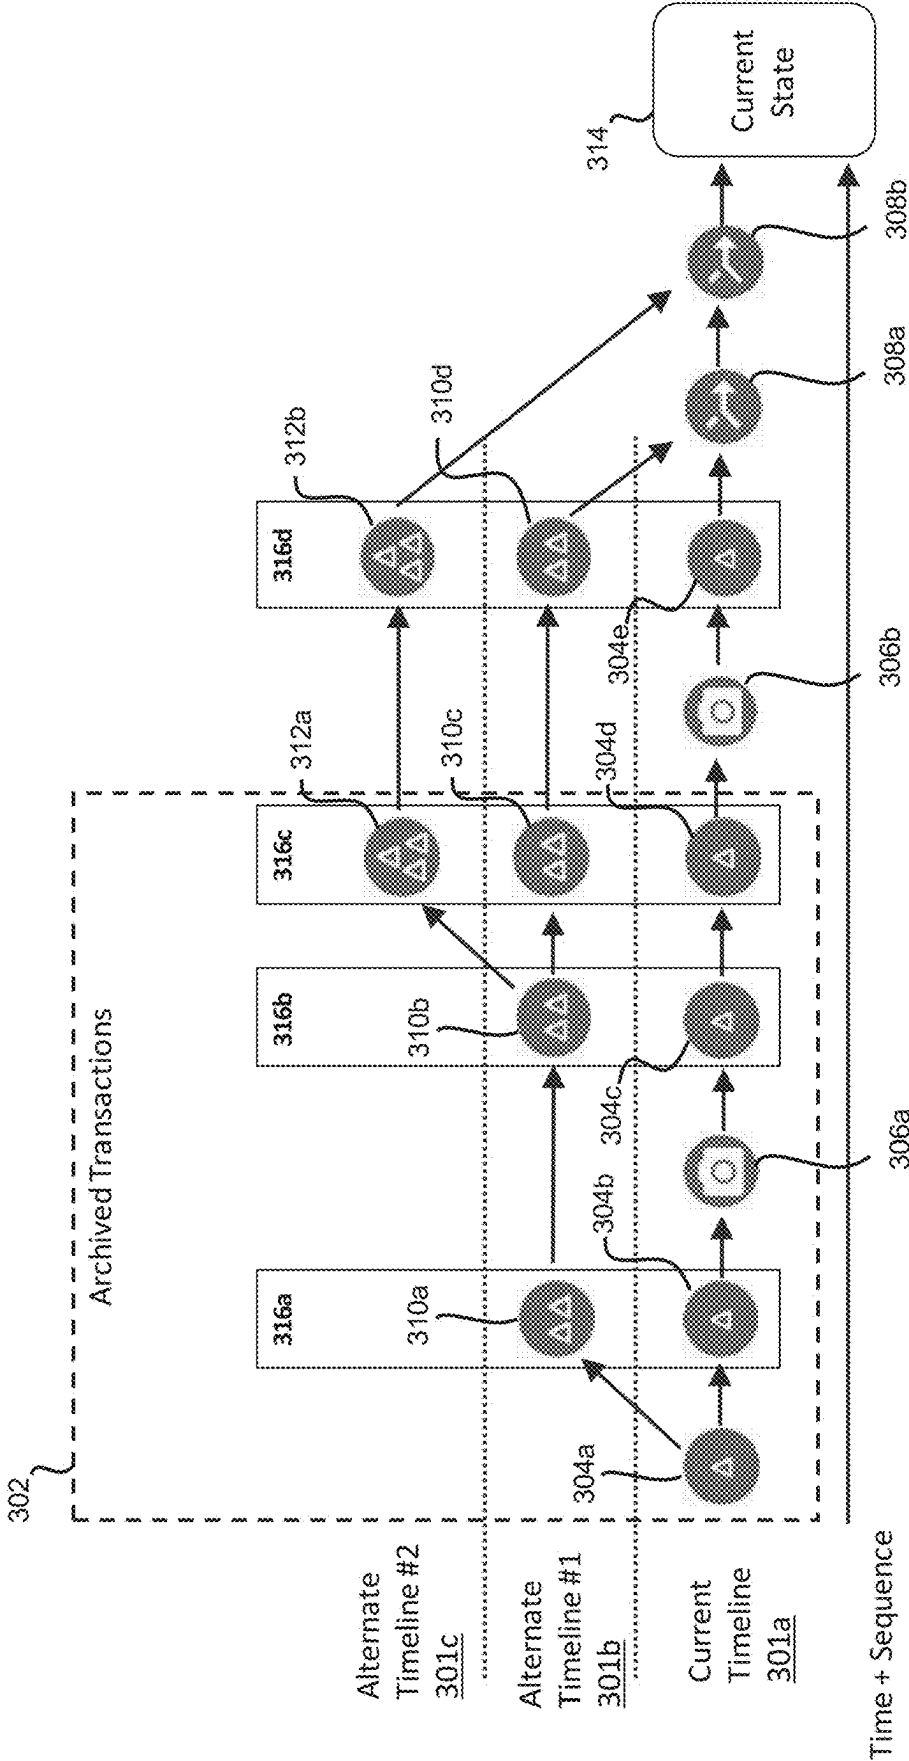 302
Archived Transactions
312b
310d
314
Current
State
316a
316b
316c
316d
312a
310a
310b
310c
Alternate
Timeline #2
301c
Alternate
Timeline #1
301b
Current
Timeline
301a
304a
304b
304c
304d
304e
306a
306b
308a
308b
Time + Sequence